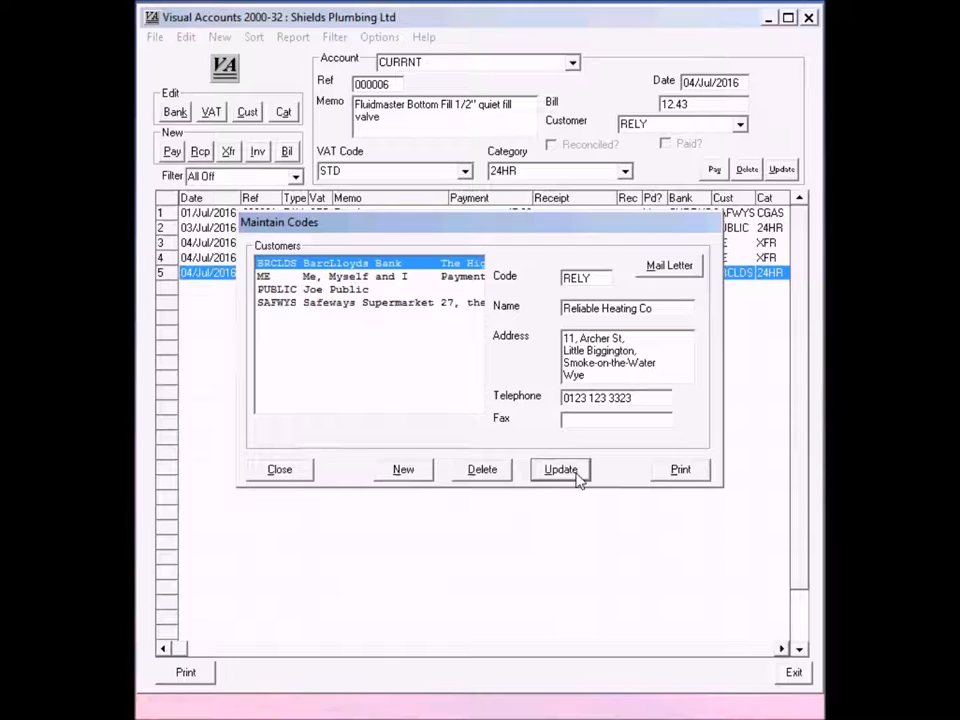 Visual Accounts 2000-32 : Shields Plumbing Ltd
File Edit New Sort Report Filter Options Help
VA
Account CURRNT
Ref 000006 Date 04/Jul/2016
Edit
Bank VAT Cust Cat
Memo Fluidmaster Bottom Fill 1/2" quiet fill
valve
Bill 12.43
Customer RELY
Reconciled? Paid?
New
Pay Rcp Xfr Inv Bil
VAT Code Category
STD 24HR
Pay Delete Update
Filter All Off
Date Ref Type Vat Memo Payment Receipt Rec Pd? Bank Cust Cat
1 01/Jul/2016 AFWYS CGAS
2 03/Jul/2016 UBLIC 24HR
3 04/Jul/2016 E XFR
4 04/Jul/2016 E XFR
5 04/Jul/2016 CLDS 24HR
Maintain Codes
Customers
BRCLDS BarcLloyds Bank The Hig
ME Me, Myself and I Payment
PUBLIC Joe Public
SAFWYS Safeways Supermarket 27, the
Code RELY Mail Letter
Name Reliable Heating Co
Address 11, Archer St,
Little Biggington,
Smoke-on-the-Water
Wye
Telephone 0123 123 3323
Fax
Close New Delete Update Print
Print Exit